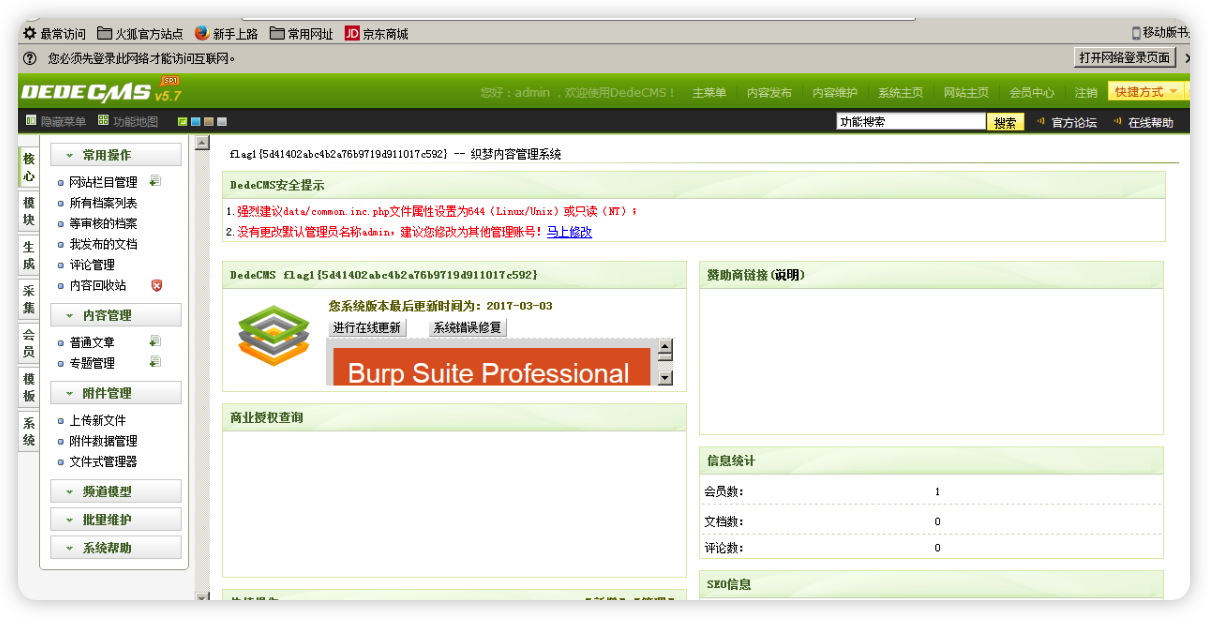 最常访问 火狐官方站点 新手上路 常用网址 JD 京东商城 移动版书
您必须先登录此网络才能访问互联网。 打开网络登录页面
DEDECMS v5.7 SP1 您好：admin ，欢迎使用DedeCMS！ 主菜单 内容发布 内容维护 系统主页 网站主页 会员中心 注销 快捷方式
隐藏菜单 功能地图 功能搜索 搜索 官方论坛 在线帮助
核心
模块
生成
采集
会员
模板
系统
常用操作
网站栏目管理
所有档案列表
等审核的档案
我发布的文档
评论管理
内容回收站
内容管理
普通文章
专题管理
附件管理
上传新文件
附件数据管理
文件式管理器
频道模型
批量维护
系统帮助
flag1{5d41402abc4b2a76b9719d911017c592} -- 织梦内容管理系统
DedeCMS安全提示
1.强烈建议data/common.inc.php文件属性设置为644（Linux/Unix）或只读（NT）；
2.没有更改默认管理员名称admin，建议您修改为其他管理账号！马上修改
DedeCMS flag1{5d41402abc4b2a76b9719d911017c592}
您系统版本最后更新时间为：2017-03-03
进行在线更新 系统错误修复
Burp Suite Professional
商业授权查询
赞助商链接(说明)
信息统计
会员数： 1
文档数： 0
评论数： 0
SEO信息